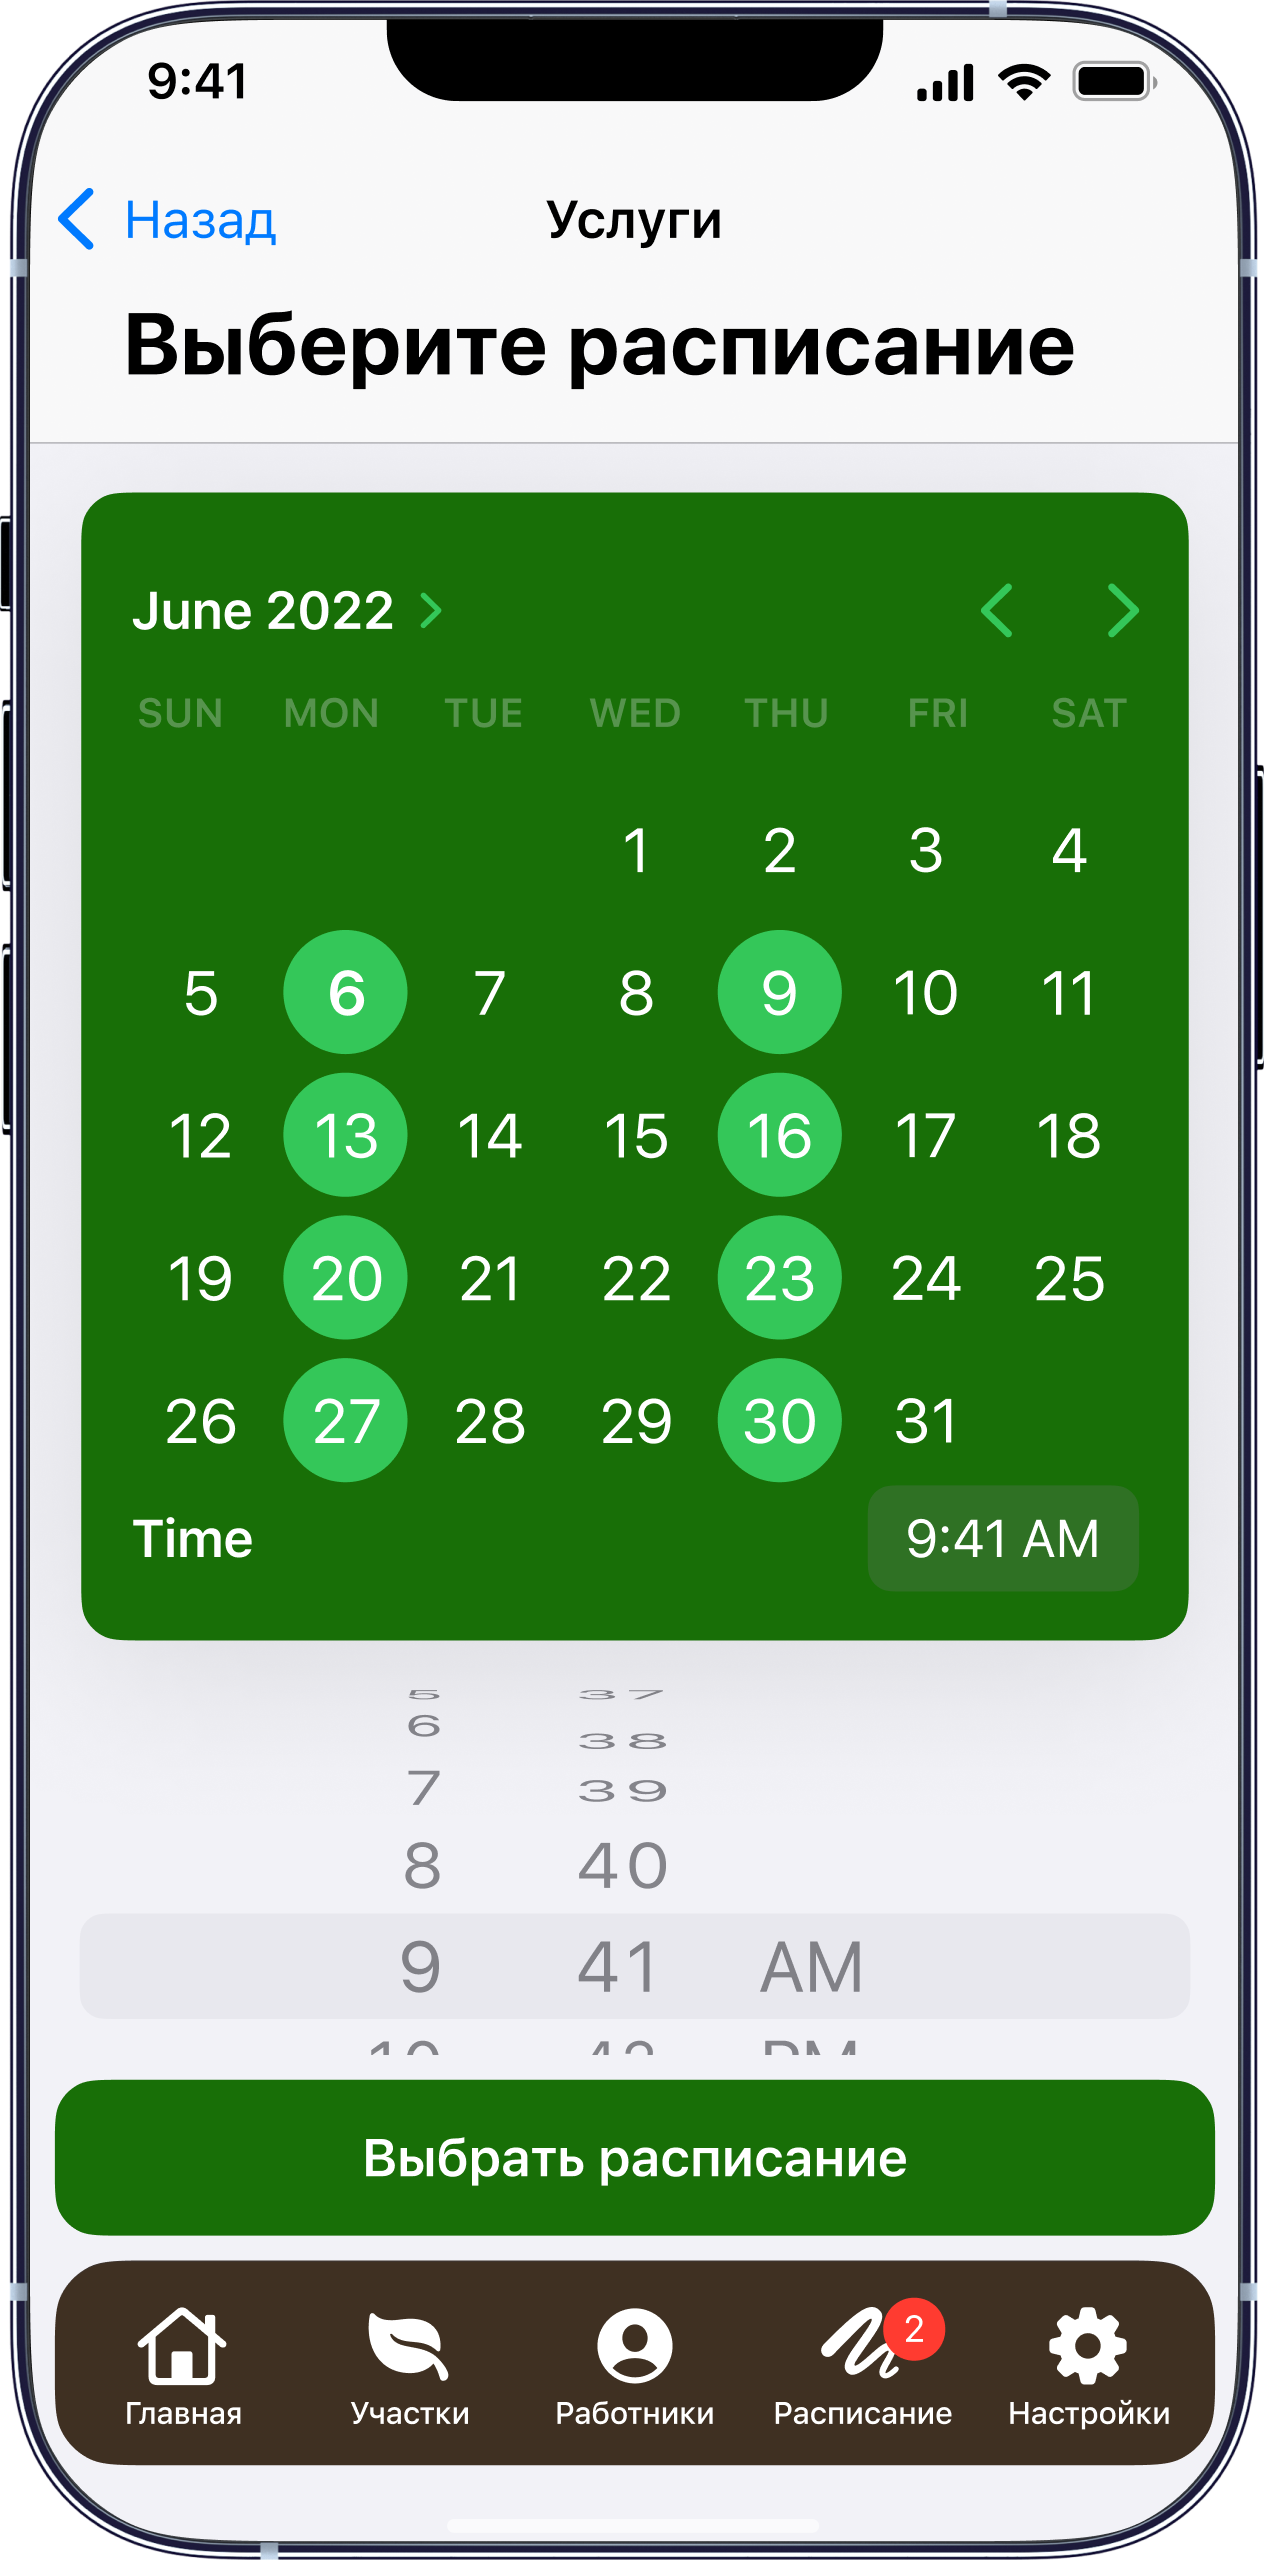 9:41
Назад Услуги
Выберите расписание
June 2022
SUN MON TUE WED THU FRI SAT
1 2 3 4
5 6 7 8 9 10 11
12 13 14 15 16 17 18
19 20 21 22 23 24 25
26 27 28 29 30 31
Time 9:41 AM
5 37
6 38
7 39
8 40
9 41 AM
10 42 PM
Выбрать расписание
2
Главная Участки Работники Расписание Настройки